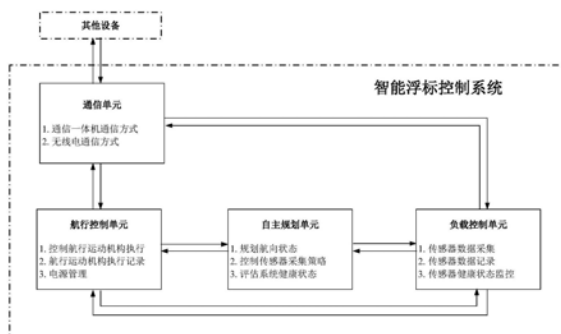 其他设备
智能浮标控制系统
通信单元
1. 通信一体机通信方式
2. 无线电通信方式
航行控制单元
1. 控制航行运动机构执行
2. 航行运动机构执行记录
3. 电源管理
自主规划单元
1. 规划航向状态
2. 控制传感器采集策略
3. 评估系统健康状态
负载控制单元
1. 传感器数据采集
2. 传感器数据记录
3. 传感器健康状态监控